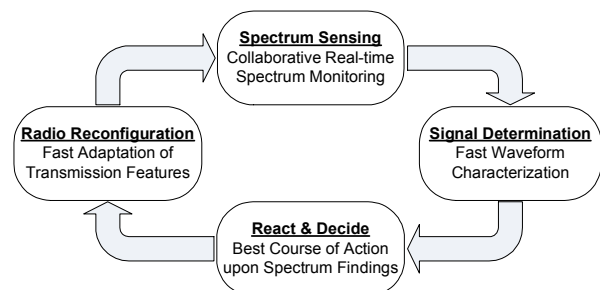 Spectrum Sensing
Collaborative Real-time
Spectrum Monitoring
Radio Reconfiguration
Fast Adaptation of
Transmission Features
Signal Determination
Fast Waveform
Characterization
React & Decide
Best Course of Action
upon Spectrum Findings